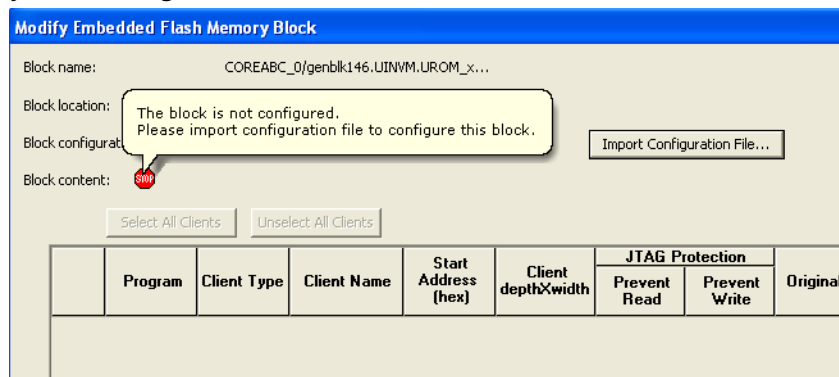 Modify Embedded Flash Memory Block
Block name: COREABC_0/genblk146.UINVM.UROM_x...
Block location:
The block is not configured.
Please import configuration file to configure this block.
Block configurat
Import Configuration File...
Block content:
STOP
Select All Clients Unselect All Clients
Program Client Type Client Name Start Address (hex) Client depthXwidth JTAG Protection Prevent Read Prevent Write Original